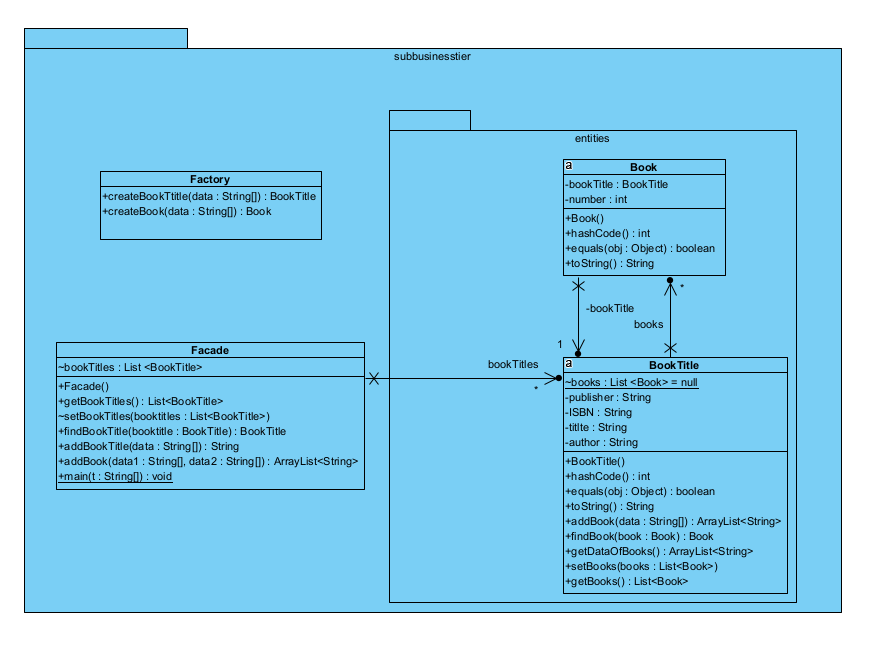 subbusinesstier
entities
Factory
+createBookTtitle(data : String[]) : BookTitle
+createBook(data : String[]) : Book
a
Book
-bookTitle : BookTitle
-number : int
+Book()
+hashCode() : int
+equals(obj : Object) : boolean
+toString() : String
*
-bookTitle
books
1
Facade
~bookTitles : List <BookTitle>
+Facade()
+getBookTitles() : List<BookTitle>
~setBookTitles(booktitles : List<BookTitle>)
+findBookTitle(booktitle : BookTitle) : BookTitle
+addBookTitle(data : String[]) : String
+addBook(data1 : String[], data2 : String[]) : ArrayList<String>
+main(t : String[]) : void
bookTitles
*
a
BookTitle
~books : List <Book> = null
-publisher : String
-ISBN : String
-titlte : String
-author : String
+BookTitle()
+hashCode() : int
+equals(obj : Object) : boolean
+toString() : String
+addBook(data : String[]) : ArrayList<String>
+findBook(book : Book) : Book
+getDataOfBooks() : ArrayList<String>
+setBooks(books : List<Book>)
+getBooks() : List<Book>